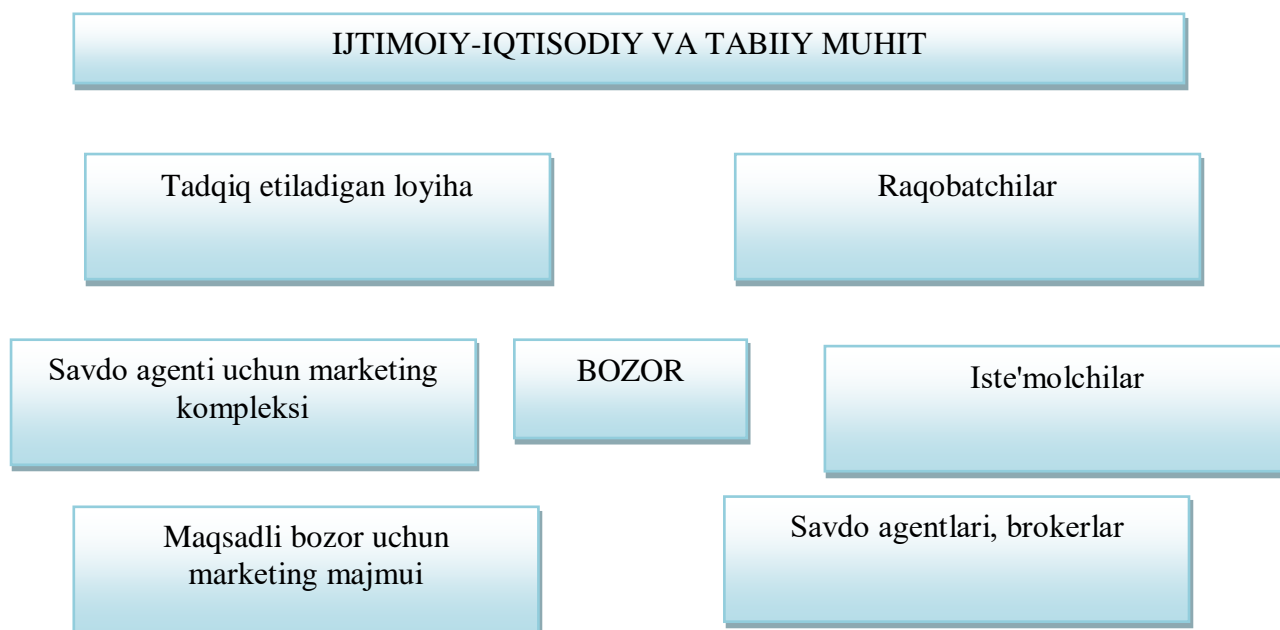 IJTIMOIY-IQTISODIY VA TABIIY MUHIT
Tadqiq etiladigan loyiha
Raqobatchilar
Savdo agenti uchun marketing
kompleksi
BOZOR
Iste'molchilar
Maqsadli bozor uchun
marketing majmui
Savdo agentlari, brokerlar